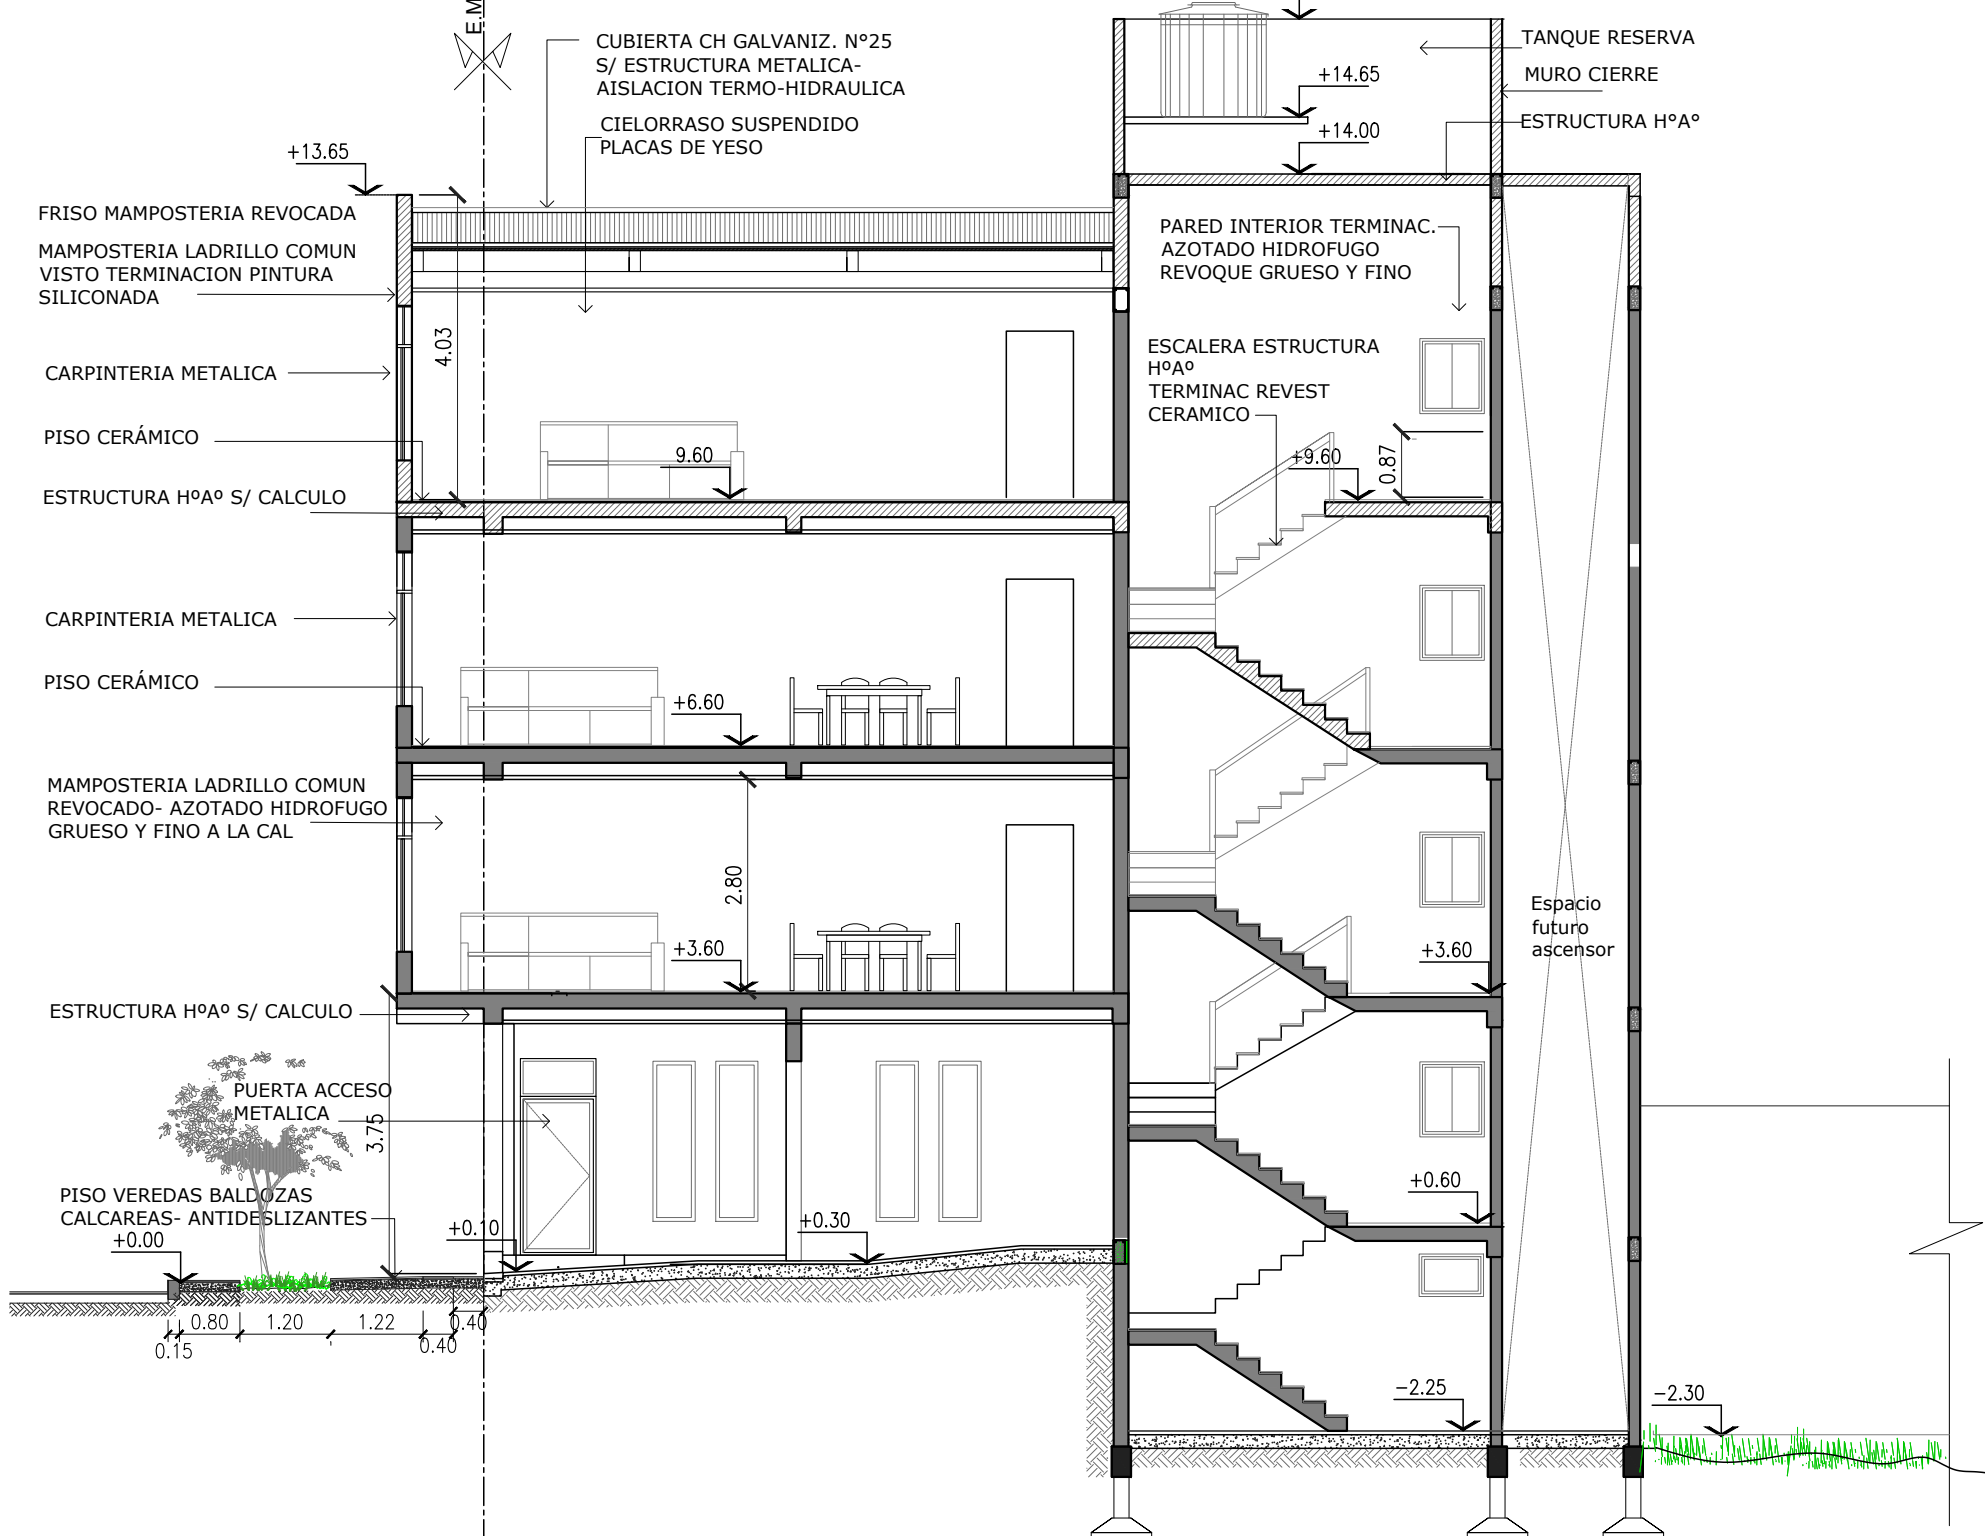 E.M
CUBIERTA CH GALVANIZ. N°25
S/ ESTRUCTURA METALICA-
AISLACION TERMO-HIDRAULICA
CIELORRASO SUSPENDIDO
PLACAS DE YESO
TANQUE RESERVA
MURO CIERRE
ESTRUCTURA H°A°
+14.65
+14.00
+13.65
FRISO MAMPOSTERIA REVOCADA
MAMPOSTERIA LADRILLO COMUN
VISTO TERMINACION PINTURA
SILICONADA
PARED INTERIOR TERMINAC.
AZOTADO HIDROFUGO
REVOQUE GRUESO Y FINO
4.03
CARPINTERIA METALICA
ESCALERA ESTRUCTURA
HºAº
TERMINAC REVEST
CERAMICO
PISO CERÁMICO
9.60
+9.60
0.87
ESTRUCTURA HºAº S/ CALCULO
CARPINTERIA METALICA
PISO CERÁMICO
+6.60
MAMPOSTERIA LADRILLO COMUN
REVOCADO- AZOTADO HIDROFUGO
GRUESO Y FINO A LA CAL
2.80
+3.60
+3.60
Espacio
futuro
ascensor
ESTRUCTURA HºAº S/ CALCULO
PUERTA ACCESO
METALICA
3.75
PISO VEREDAS BALDOZAS
CALCAREAS- ANTIDESLIZANTES
+0.00
+0.10
+0.30
+0.60
0.15
0.80
1.20
1.22
0.40
0.40
-2.25
-2.30